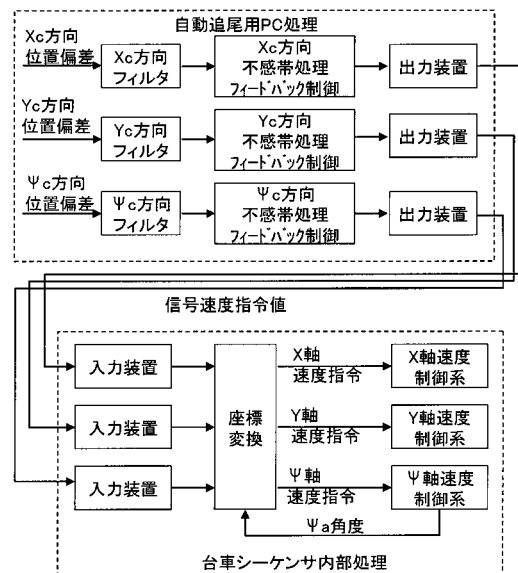 自動追尾用PC処理
Xc方向
位置偏差
Xc方向
フィルタ
Xc方向
不感帯処理
フィードバック制御
出力装置
Yc方向
位置偏差
Yc方向
フィルタ
Yc方向
不感帯処理
フィードバック制御
出力装置
Ψc方向
位置偏差
Ψc方向
フィルタ
Ψc方向
不感帯処理
フィードバック制御
出力装置
信号速度指令値
入力装置
入力装置
入力装置
座標
変換
X軸
速度指令
X軸速度
制御系
Y軸
速度指令
Y軸速度
制御系
Ψ軸
速度指令
Ψ軸速度
制御系
Ψa角度
台車シーケンサ内部処理